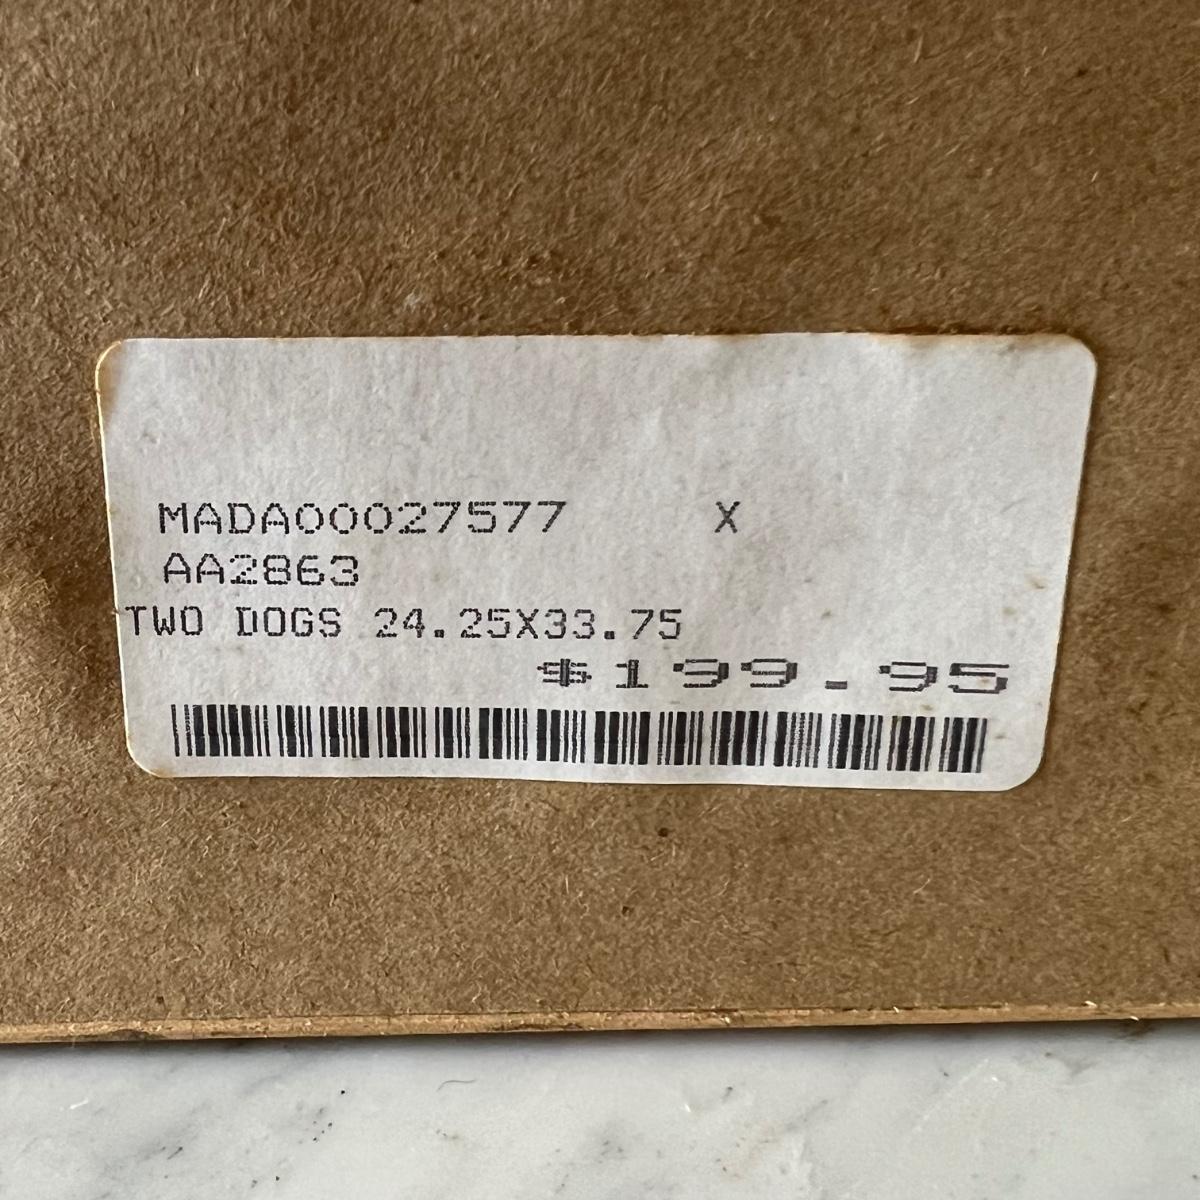 MADA00027577 X
AA2863
TWO DOGS 24.25X33.75
$199.95